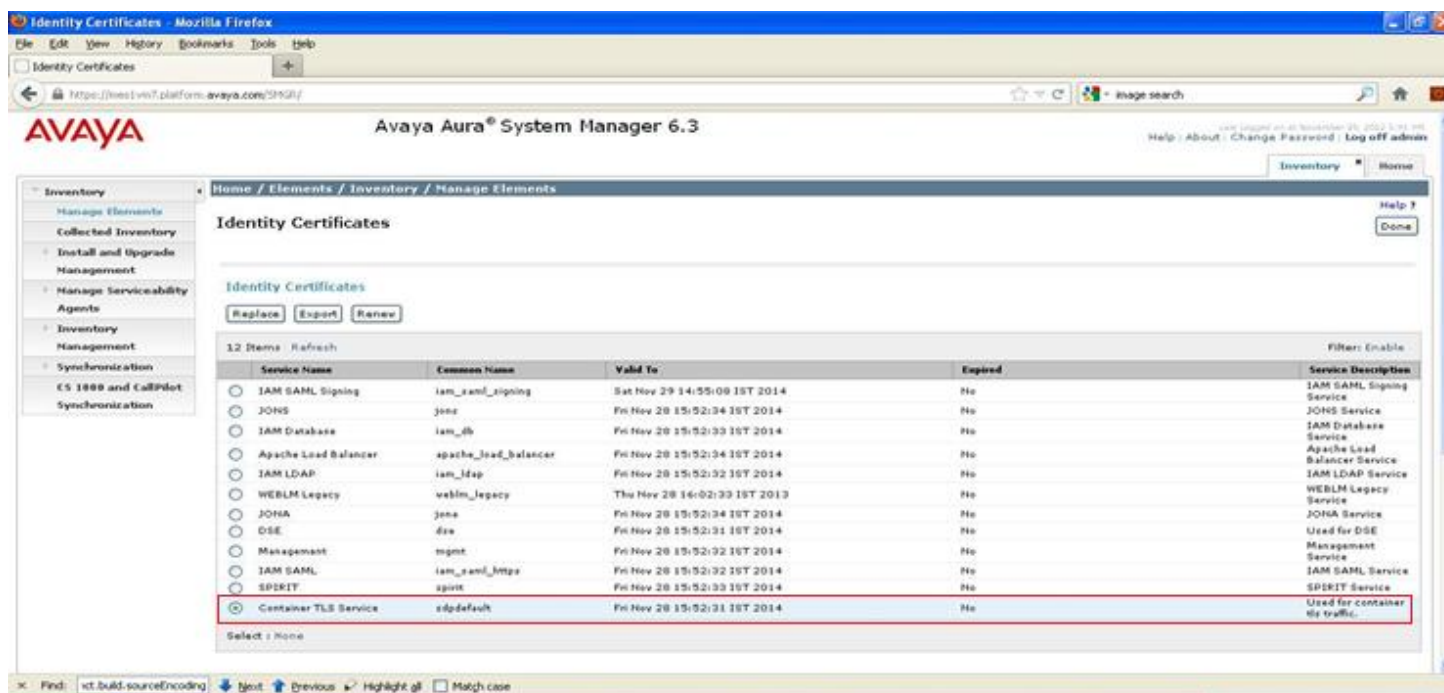 Identity Certificates - Mozilla Firefox
File Edit View History Bookmarks Tools Help
Identity Certificates +
avaya.com/SMGR/ image search
AVAYA
Avaya Aura® System Manager 6.3
Help | About | Change Password | Log off admin
Inventory Home
Inventory
Manage Elements
Collected Inventory
Install and Upgrade
Management
Manage Serviceability
Agents
Inventory
Management
Synchronization
CS 1000 and CallPilot
Synchronization
Home / Elements / Inventory / Manage Elements
Help ?
Identity Certificates
Done
Identity Certificates
Replace Export Renew
12 Items Refresh Filter: Enable
Service Name Common Name Valid To Expired Service Description
IAM SAML Signing iam_saml_signing Sat Nov 29 14:55:08 IST 2014 No IAM SAML Signing Service
JONS jons Fri Nov 28 15:52:34 IST 2014 No JONS Service
IAM Database iam_db Fri Nov 28 15:52:33 IST 2014 No IAM Database Service
Apache Load Balancer apache_load_balancer Fri Nov 28 15:52:34 IST 2014 No Apache Load Balancer Service
IAM LDAP iam_ldap Fri Nov 28 15:52:32 IST 2014 No IAM LDAP Service
WEBLM Legacy weblm_legacy Thu Nov 28 16:02:33 IST 2013 No WEBLM Legacy Service
JONA jona Fri Nov 28 15:52:34 IST 2014 No JONA Service
DSE dse Fri Nov 28 15:52:31 IST 2014 No Used for DSE
Management mgmt Fri Nov 28 15:52:32 IST 2014 No Management Service
IAM SAML iam_saml_https Fri Nov 28 15:52:32 IST 2014 No IAM SAML Service
SPIRIT spirit Fri Nov 28 15:52:33 IST 2014 No SPIRIT Service
Container TLS Service sdpdefault Fri Nov 28 15:52:31 IST 2014 No Used for container tls traffic.
Select : None
Find: ct.build.sourceEncoding Next Previous Highlight all Match case